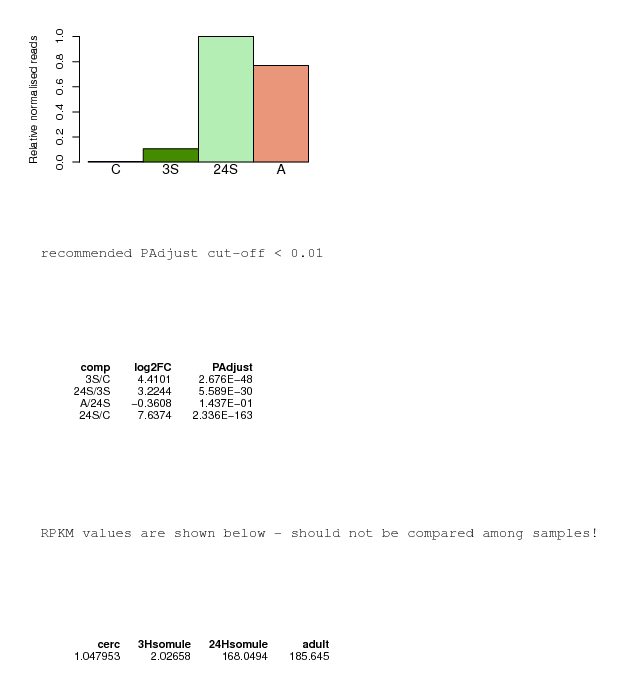 Relative normalised reads
1.0
0.8
0.6
0.4
0.2
0.0
C 3S 24S A
recommended PAdjust cut-off < 0.01
comp log2FC PAdjust
3S/C 4.4101 2.676E−48
24S/3S 3.2244 5.589E−30
A/24S −0.3608 1.437E−01
24S/C 7.6374 2.336E−163
RPKM values are shown below - should not be compared among samples!
cerc 3Hsomule 24Hsomule adult
1.047953 2.02658 168.0494 185.645